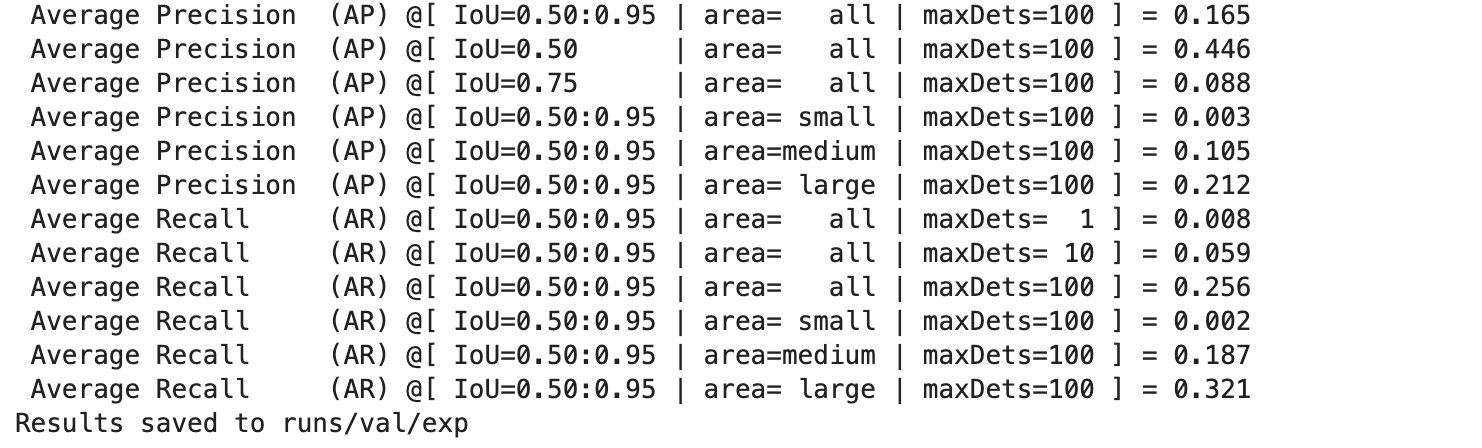 Average Precision  (AP) @[ IoU=0.50:0.95 | area=   all | maxDets=100 ] = 0.165
Average Precision  (AP) @[ IoU=0.50      | area=   all | maxDets=100 ] = 0.446
Average Precision  (AP) @[ IoU=0.75      | area=   all | maxDets=100 ] = 0.088
Average Precision  (AP) @[ IoU=0.50:0.95 | area= small | maxDets=100 ] = 0.003
Average Precision  (AP) @[ IoU=0.50:0.95 | area=medium | maxDets=100 ] = 0.105
Average Precision  (AP) @[ IoU=0.50:0.95 | area= large | maxDets=100 ] = 0.212
Average Recall     (AR) @[ IoU=0.50:0.95 | area=   all | maxDets=  1 ] = 0.008
Average Recall     (AR) @[ IoU=0.50:0.95 | area=   all | maxDets= 10 ] = 0.059
Average Recall     (AR) @[ IoU=0.50:0.95 | area=   all | maxDets=100 ] = 0.256
Average Recall     (AR) @[ IoU=0.50:0.95 | area= small | maxDets=100 ] = 0.002
Average Recall     (AR) @[ IoU=0.50:0.95 | area=medium | maxDets=100 ] = 0.187
Average Recall     (AR) @[ IoU=0.50:0.95 | area= large | maxDets=100 ] = 0.321
Results saved to runs/val/exp